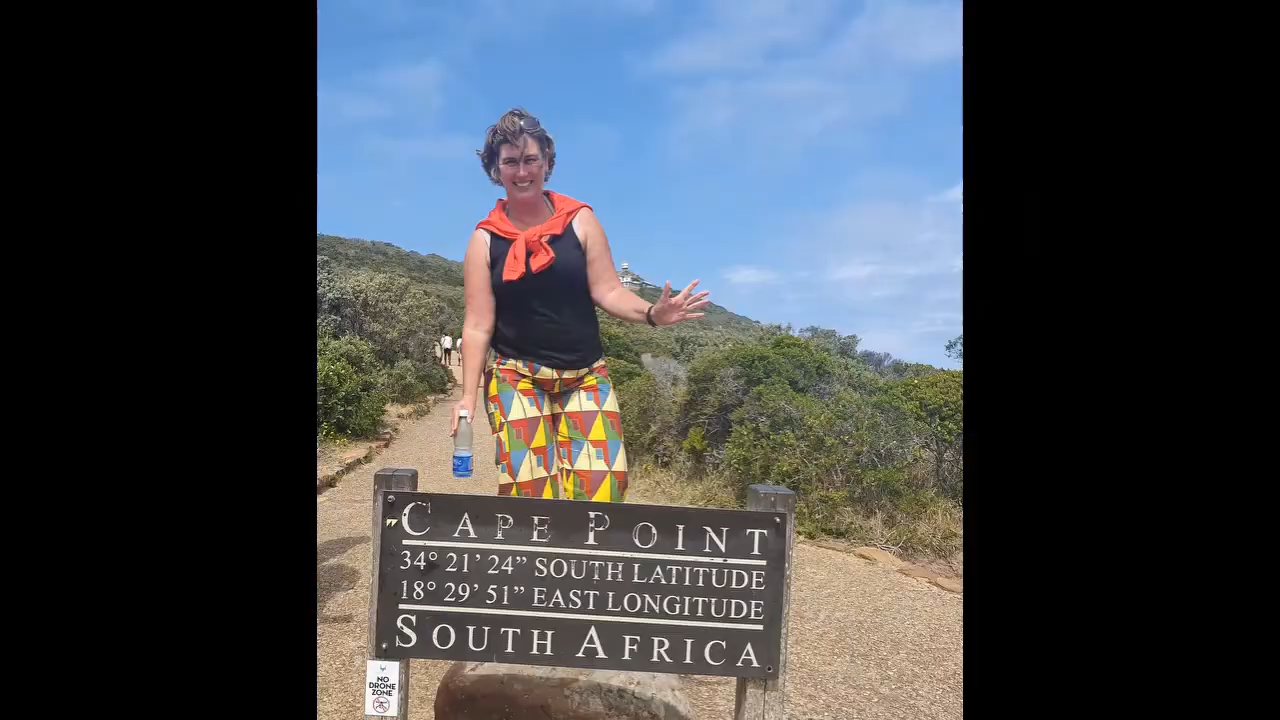 CAPE POINT
34° 21' 24” SOUTH LATITUDE
18° 29' 51” EAST LONGITUDE
SOUTH AFRICA
NO
DRONE
ZONE